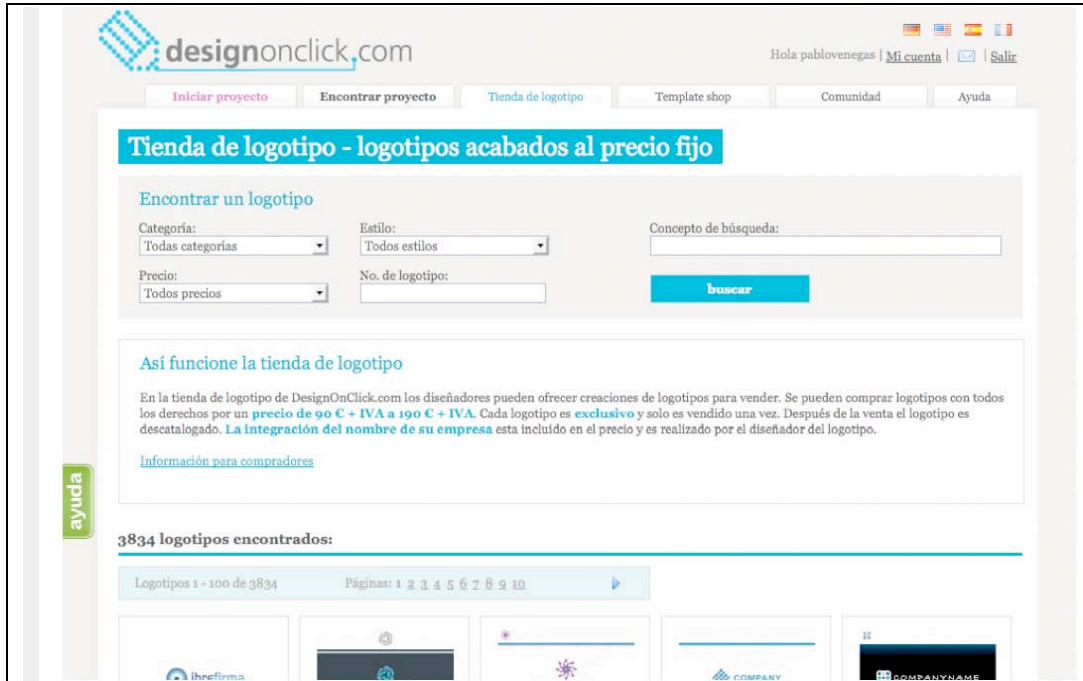 designonclick.com
Hola pablovenegas | Mi cuenta | | Salir
Iniciar proyecto Encontrar proyecto Tienda de logotipo Template shop Comunidad Ayuda
Tienda de logotipo - logotipos acabados al precio fijo
Encontrar un logotipo
Categoría: Estilo: Concepto de búsqueda:
Todas categorías Todos estilos
Precio: No. de logotipo:
Todos precios buscar
Así funcione la tienda de logotipo
En la tienda de logotipo de DesignOnClick.com los diseñadores pueden ofrecer creaciones de logotipos para vender. Se pueden comprar logotipos con todos
los derechos por un precio de 90 € + IVA a 190 € + IVA. Cada logotipo es exclusivo y solo es vendido una vez. Después de la venta el logotipo es
descatalogado. La integración del nombre de su empresa esta incluido en el precio y es realizado por el diseñador del logotipo.
Información para compradores
ayuda
3834 logotipos encontrados:
Logotipos 1 - 100 de 3834 Páginas: 1 2 3 4 5 6 7 8 9 10
COMPANY COMPANYNAME